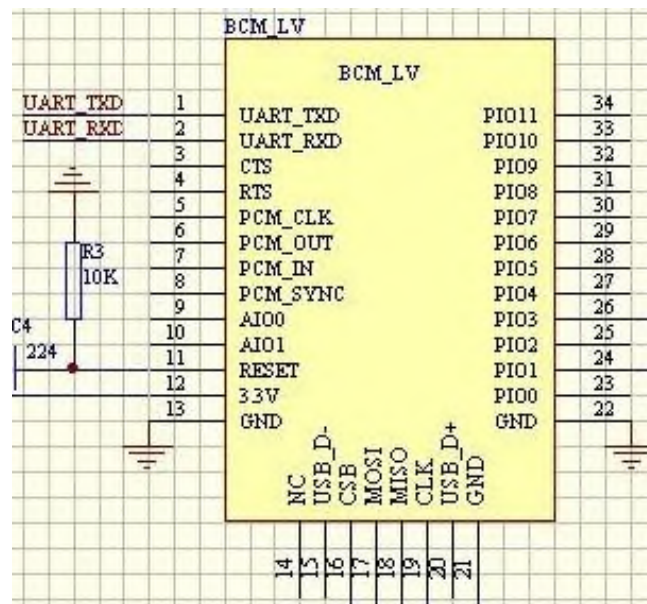 BCM_LV
BCM_LV
UART_TXD 1 UART_TXD PIO11 34
UART_RXD 2 UART_RXD PIO10 33
3 CTS PIO9 32
4 RTS PIO8 31
5 PCM_CLK PIO7 30
6 PCM_OUT PIO6 29
R3 7 PCM_IN PIO5 28
10K 8 PCM_SYNC PIO4 27
9 AIO0 PIO3 26
C4 10 AIO1 PIO2 25
224 11 RESET PIO1 24
12 3.3V PIO0 23
13 GND GND 22
NC USB_D- CSB MOSI MISO CLK USB_D+ GND
14 15 16 17 18 19 20 21